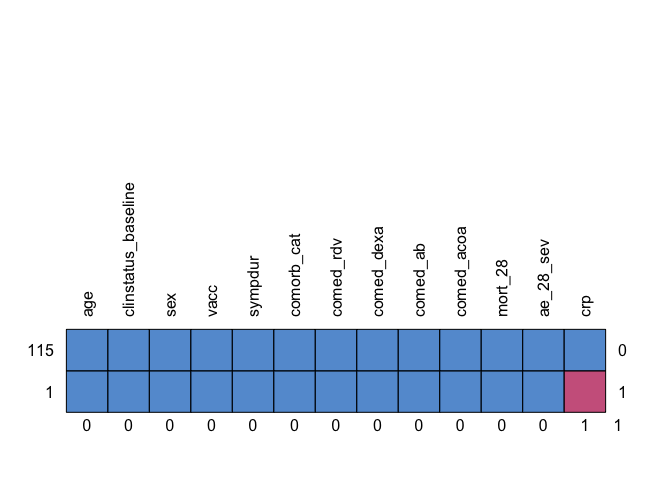 age clinstatus_baseline sex vacc sympdur comorb_cat comed_rdv comed_dexa comed_ab comed_acoa mort_28 ae_28_sev crp
115 0
1 1
0 0 0 0 0 0 0 0 0 0 0 0 1 1